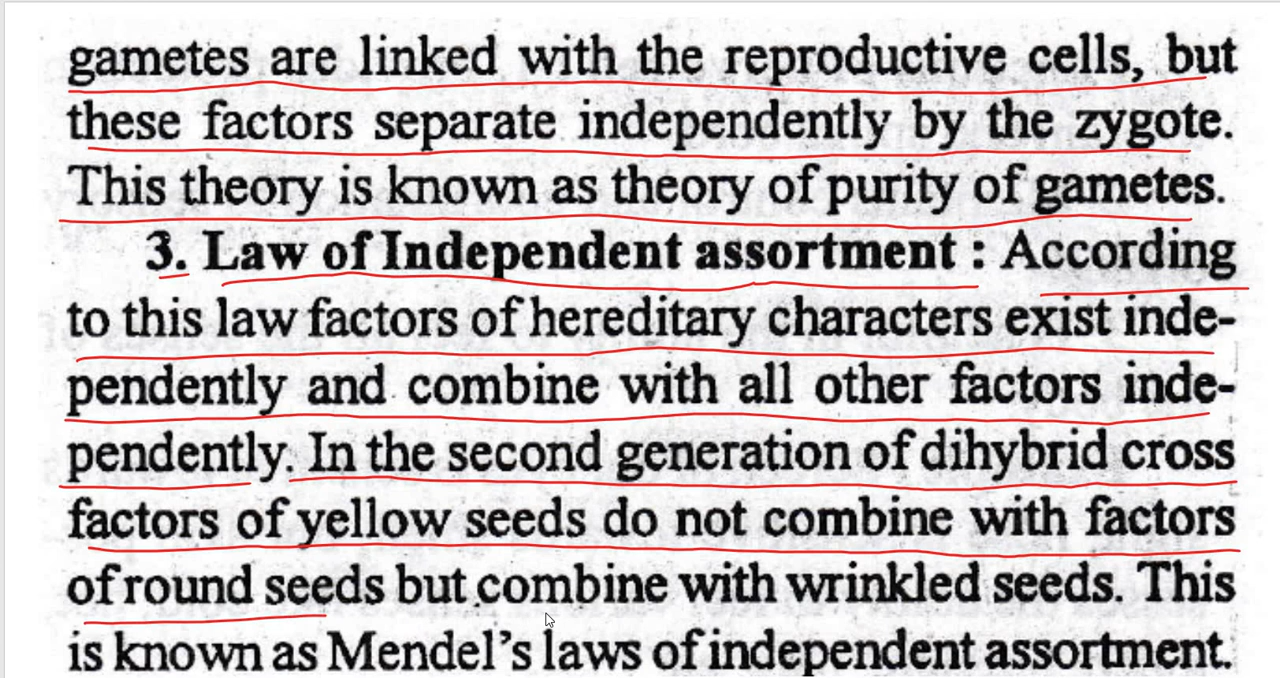 gametes are linked with the reproductive cells, but
these factors separate independently by the zygote.
This theory is known as theory of purity of gametes.
3. Law of Independent assortment : According
to this law factors of hereditary characters exist inde-
pendently and combine with all other factors inde-
pendently. In the second generation of dihybrid cross
factors of yellow seeds do not combine with factors
of round seeds but combine with wrinkled seeds. This
is known as Mendel's laws of independent assortment.